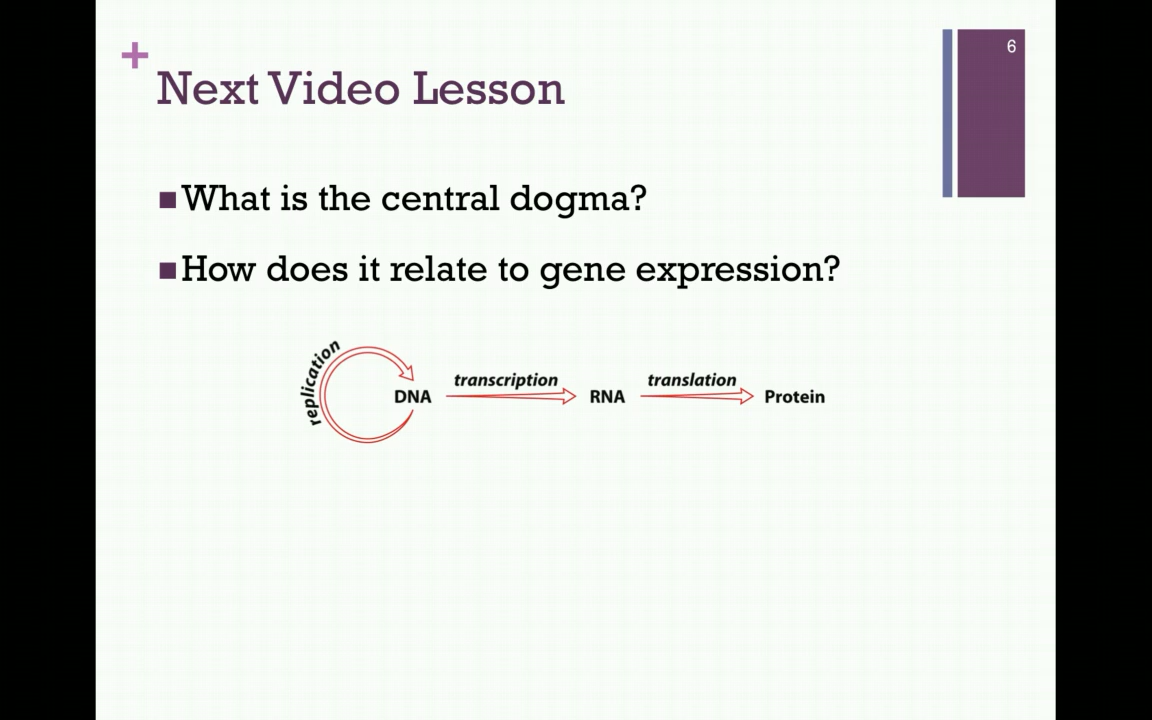 6
+
Next Video Lesson
■What is the central dogma?
■How does it relate to gene expression?
replication
transcription
translation
DNA RNA Protein